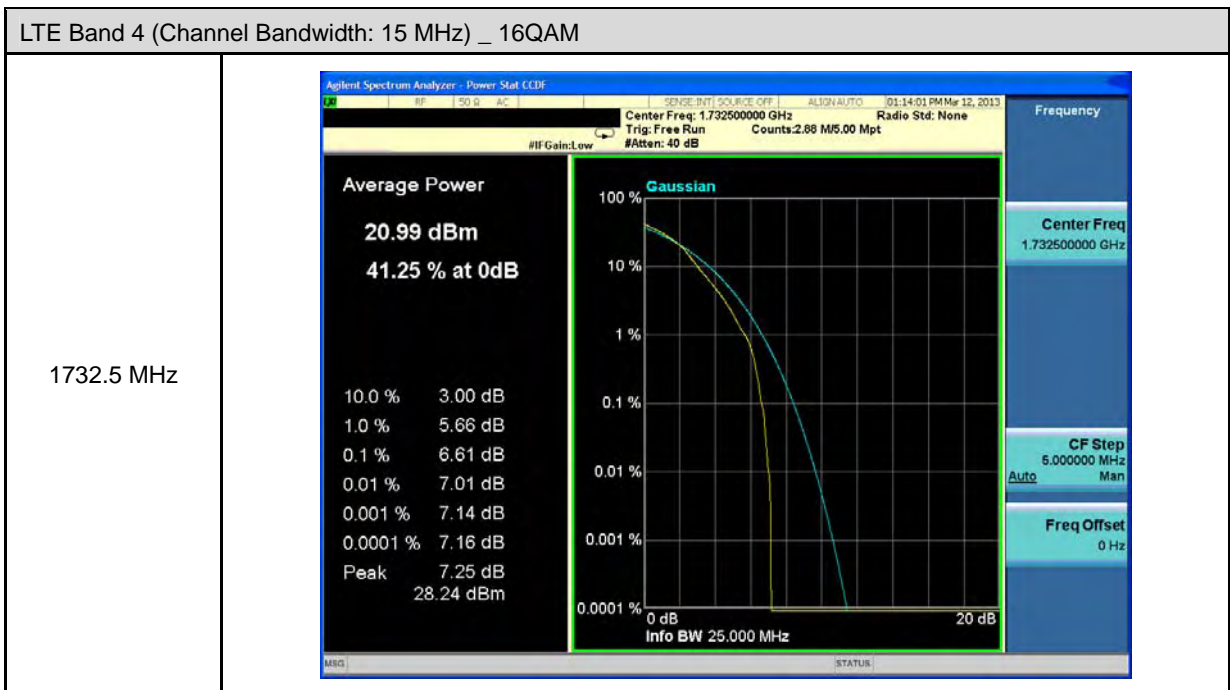 LTE Band 4 (Channel Bandwidth: 15 MHz) _ 16QAM
1732.5 MHz
Agilent Spectrum Analyzer - Power Stat CCDF
RF 50 Ω AC SENSE:INT SOURCE OFF ALIGN AUTO 01:14:01 PM Mar 12, 2013
Center Freq: 1.732500000 GHz Radio Std: None
Trig: Free Run Counts:2.88 M/5.00 Mpt
#IFGain:Low #Atten: 40 dB
Average Power
20.99 dBm
41.25 % at 0dB
10.0 % 3.00 dB
1.0 % 5.66 dB
0.1 % 6.61 dB
0.01 % 7.01 dB
0.001 % 7.14 dB
0.0001 % 7.16 dB
Peak 7.25 dB
28.24 dBm
Gaussian
100 %
10 %
1 %
0.1 %
0.01 %
0.001 %
0.0001 %
0 dB 20 dB
Info BW 25.000 MHz
Frequency
Center Freq
1.732500000 GHz
CF Step
5.000000 MHz
Auto Man
Freq Offset
0 Hz
MSG STATUS